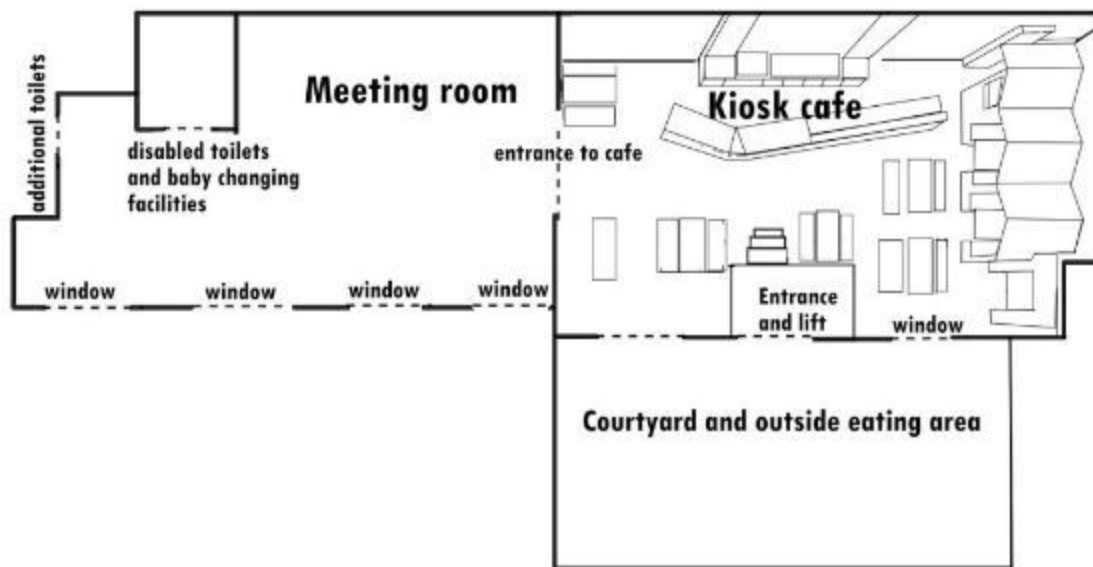 additional toilets
Meeting room
disabled toilets
and baby changing
facilities
Kiosk cafe
entrance to cafe
window
window
window
window
Entrance
and lift
window
Courtyard and outside eating area